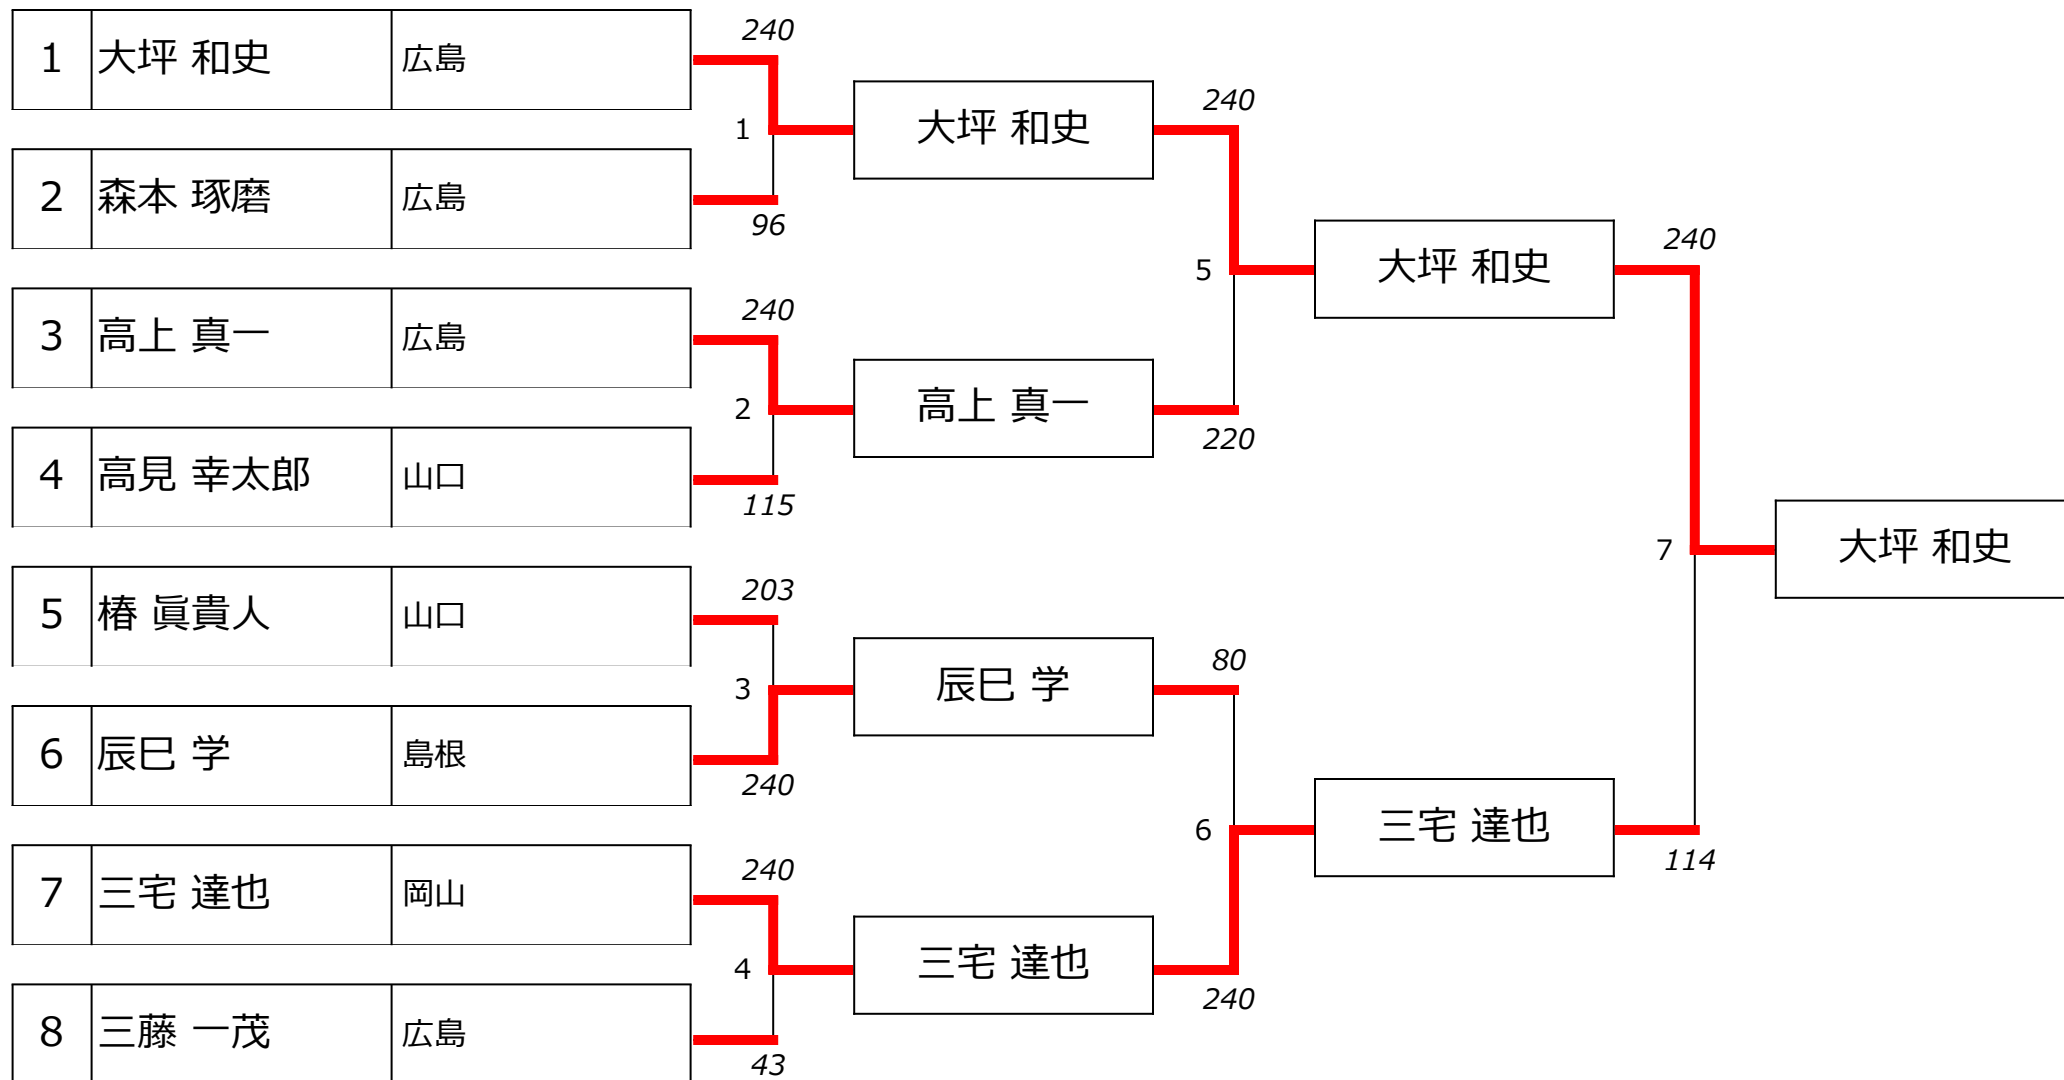 1 大坪 和史 広島
2 森本 琢磨 広島
3 高上 真一 広島
4 高見 幸太郎 山口
5 椿 眞貴人 山口
6 辰巳 学 島根
7 三宅 達也 岡山
8 三藤 一茂 広島
240
1
96
240
2
115
203
3
240
240
4
43
大坪 和史
高上 真一
辰巳 学
三宅 達也
240
5
220
80
6
240
大坪 和史
三宅 達也
240
7
114
大坪 和史